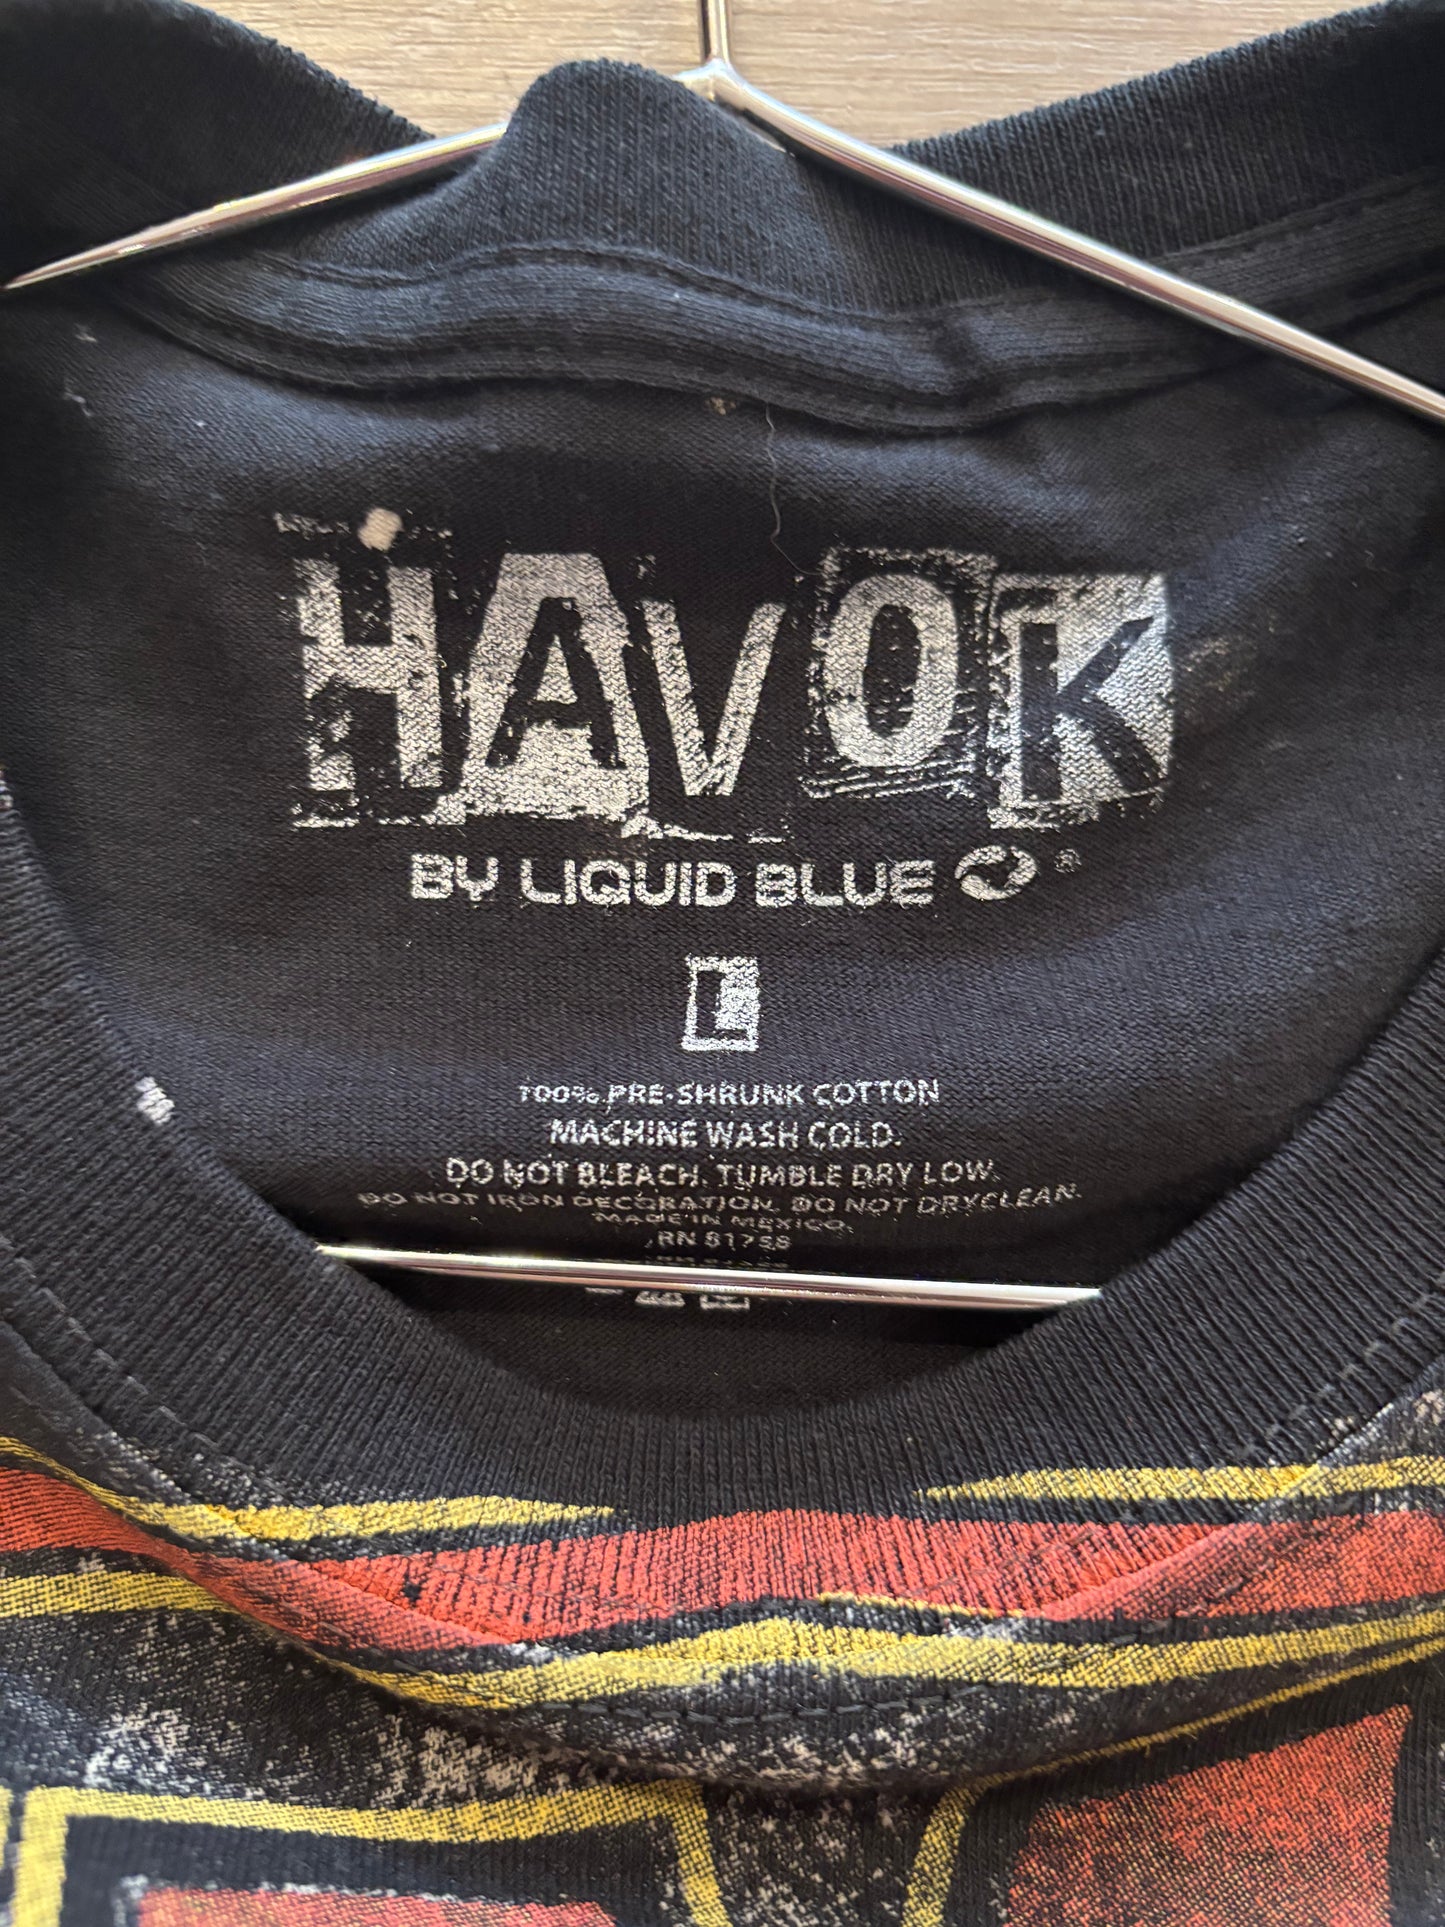 HAVOK
BY LIQUID BLUE ®
L
100% PRE-SHRUNK COTTON
MACHINE WASH COLD.
DO NOT BLEACH. TUMBLE DRY LOW.
DO NOT IRON DECORATION. DO NOT DRYCLEAN.
MADE IN MEXICO.
RN 81758